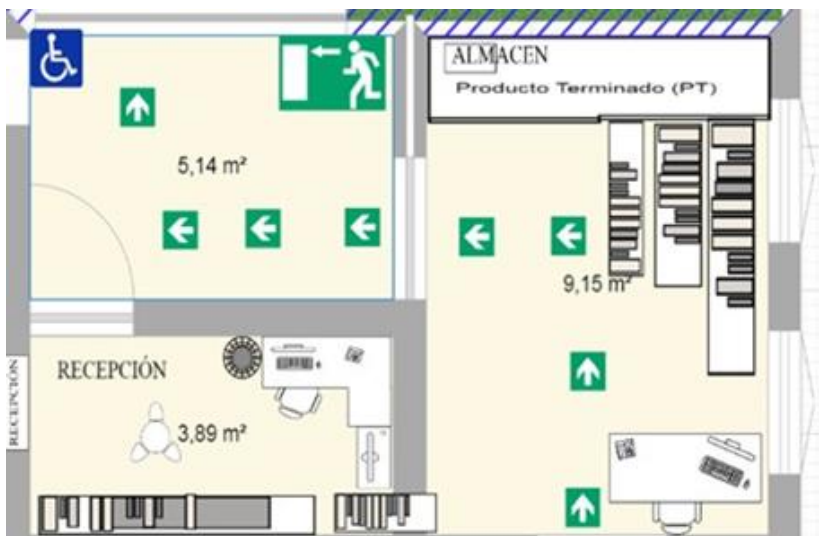 ALMACEN
Producto Terminado (PT)
5,14 m²
9,15 m²
RECEPCIÓN
RECEPCIÓN
3,89 m²